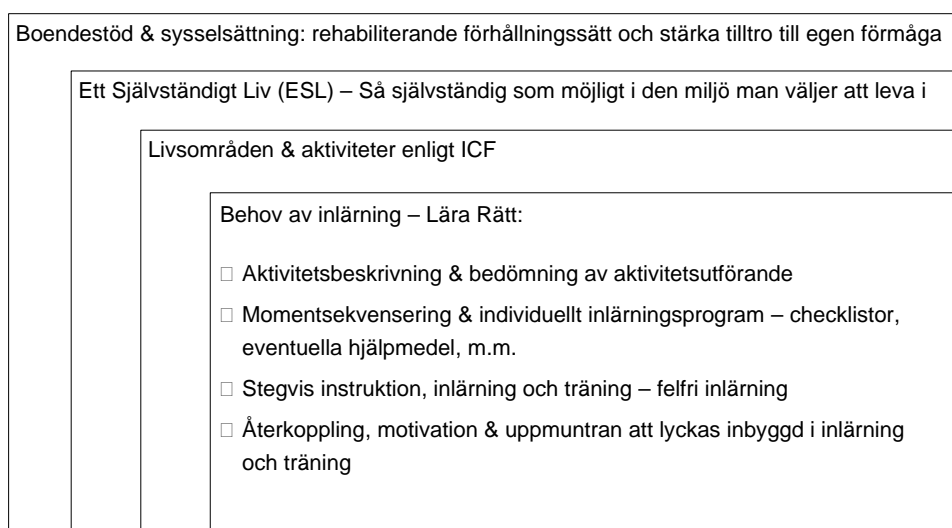 Boendestöd & sysselsättning: rehabiliterande förhållningssätt och stärka tilltro till egen förmåga
Ett Självständigt Liv (ESL) – Så självständig som möjligt i den miljö man väljer att leva i
Livsområden & aktiviteter enligt ICF
Behov av inlärning – Lära Rätt:
□ Aktivitetsbeskrivning & bedömning av aktivitetsutförande
□ Momentsekvensering & individuellt inlärningsprogram – checklistor,
eventuella hjälpmedel, m.m.
□ Stegvis instruktion, inlärning och träning – felfri inlärning
□ Återkoppling, motivation & uppmuntran att lyckas inbyggd i inlärning
och träning